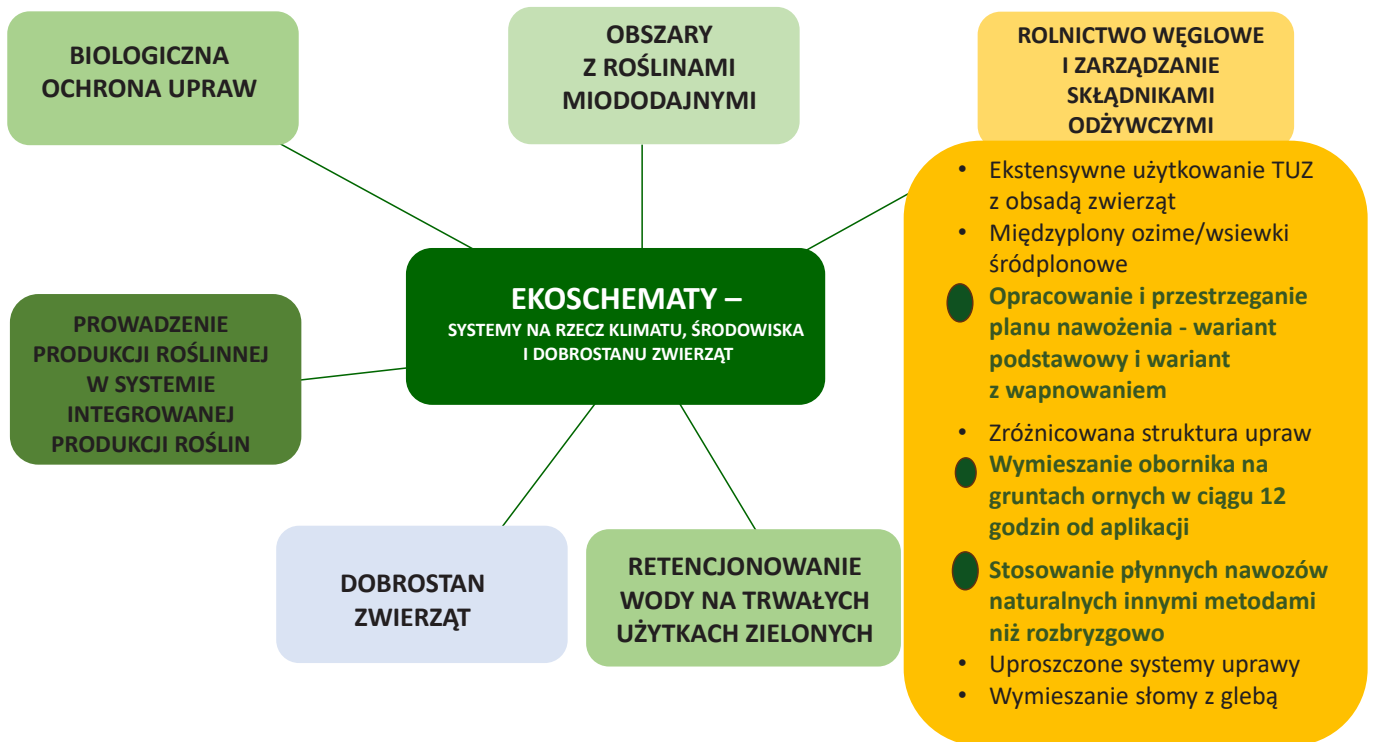 BIOLOGICZNA
OCHRONA UPRAW
OBSZARY
Z ROŚLINAMI
MIODODAJNYMI
ROLNICTWO WĘGLOWE
I ZARZĄDZANIE
SKŁĄDNIKAMI
ODŻYWCZYMI
• Ekstensywne użytkowanie TUZ
z obsadą zwierząt
• Międzyplony ozime/wsiewki
śródplonowe
Opracowanie i przestrzeganie
planu nawożenia - wariant
podstawowy i wariant
z wapnowaniem
• Zróżnicowana struktura upraw
Wymieszanie obornika na
gruntach ornych w ciągu 12
godzin od aplikacji
Stosowanie płynnych nawozów
naturalnych innymi metodami
niż rozbryzgowo
• Uproszczone systemy uprawy
• Wymieszanie słomy z glebą
EKOSCHEMATY –
SYSTEMY NA RZECZ KLIMATU, ŚRODOWISKA
I DOBROSTANU ZWIERZĄT
PROWADZENIE
PRODUKCJI ROŚLINNEJ
W SYSTEMIE
INTEGROWANEJ
PRODUKCJI ROŚLIN
DOBROSTAN
ZWIERZĄT
RETENCJONOWANIE
WODY NA TRWAŁYCH
UŻYTKACH ZIELONYCH